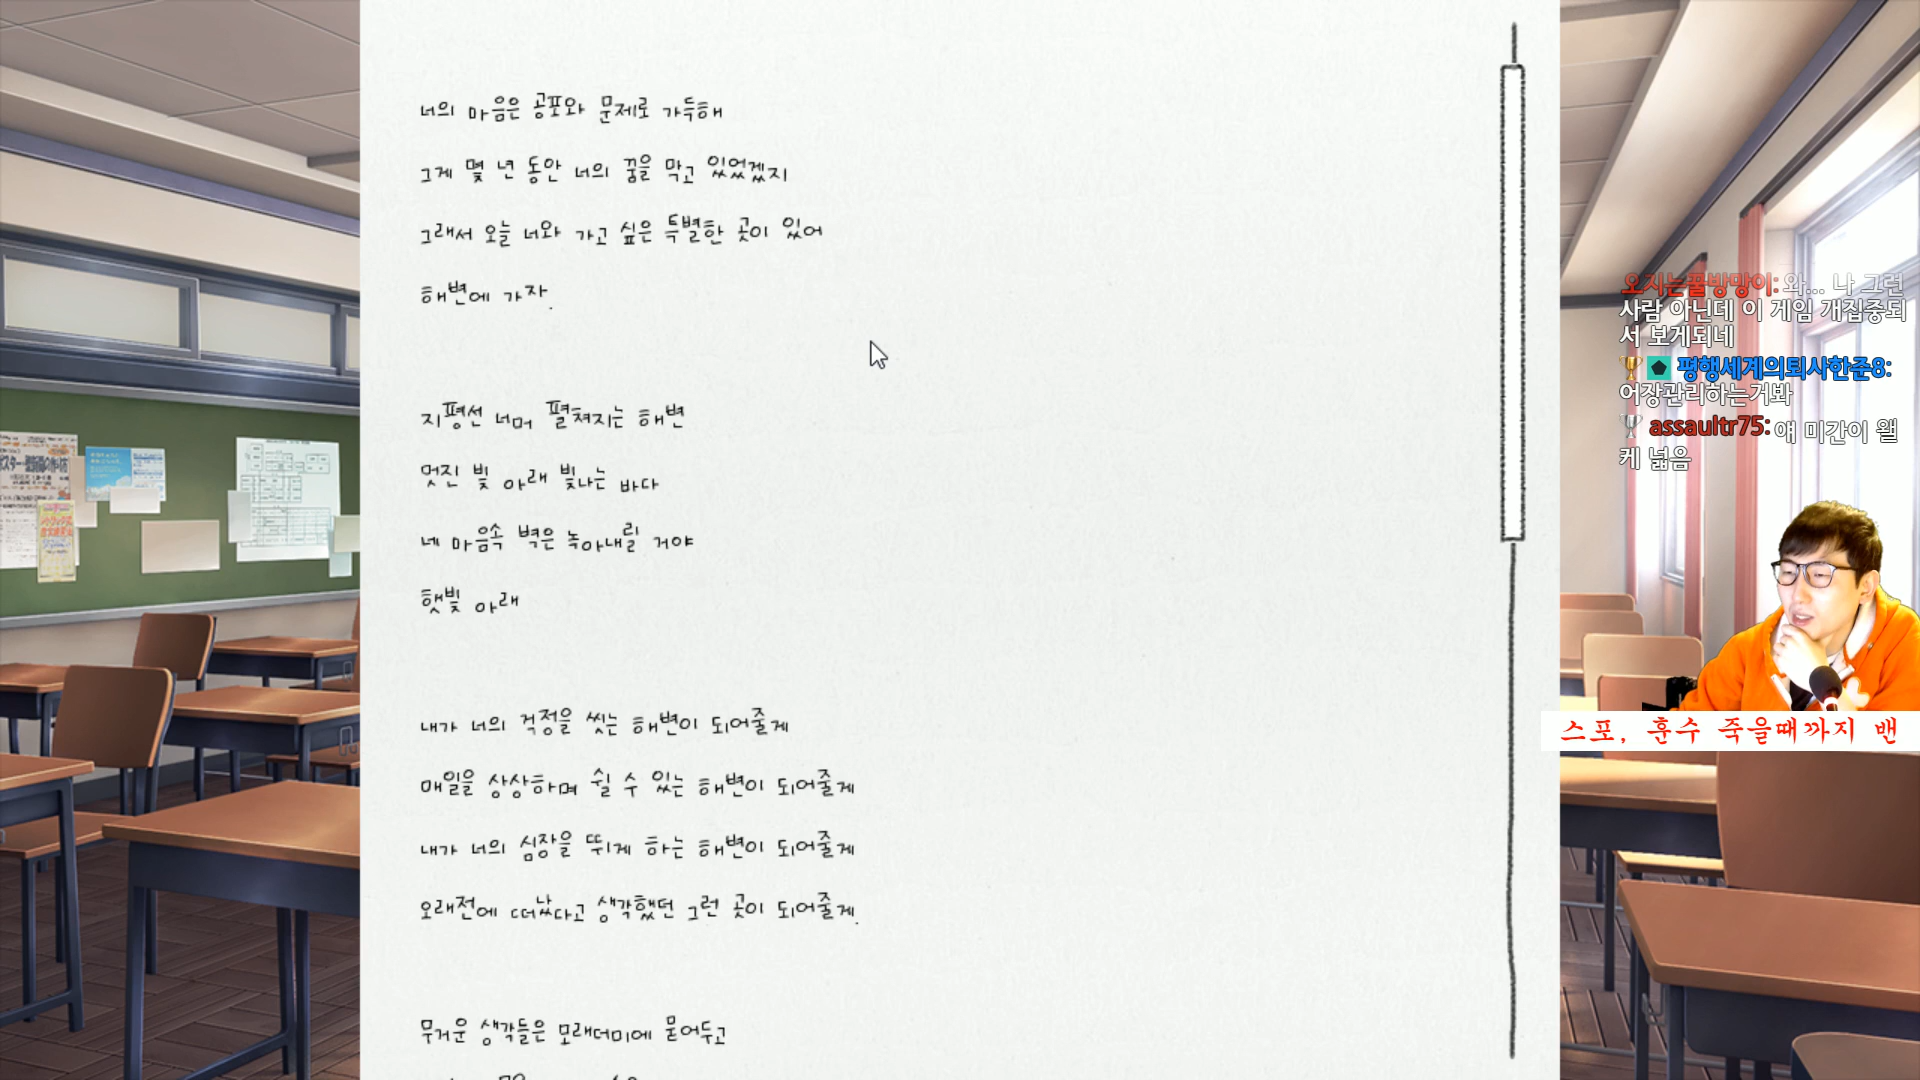 너의 마음은 공포와 문제로 가득해
그게 몇 년 동안 너의 꿈을 막고 있었겠지
그래서 오늘 너와 가고 싶은 특별한 곳이 있어
해변에 가자.
지평선 너머 펼쳐지는 해변
멋진 빛 아래 빛나는 바다
네 마음속 벽은 녹아내릴 거야
햇빛 아래
내가 너의 걱정을 씻는 해변이 되어줄게
매일을 상상하며 쉴 수 있는 해변이 되어줄게
내가 너의 심장을 뛰게 하는 해변이 되어줄게
오래전에 떠났다고 생각했던 그런 곳이 되어줄게.
무거운 생각들은 모래더미에 묻어두고
오지는꿀방망이: 와... 나 그런
사람 아닌데 이 게임 개집중되
서 보게되네
평행세계의퇴사한준8:
어장관리하는거봐
assaultr75: 얘 미간이 왤
케 넓음
스포, 훈수 죽을때까지 밴